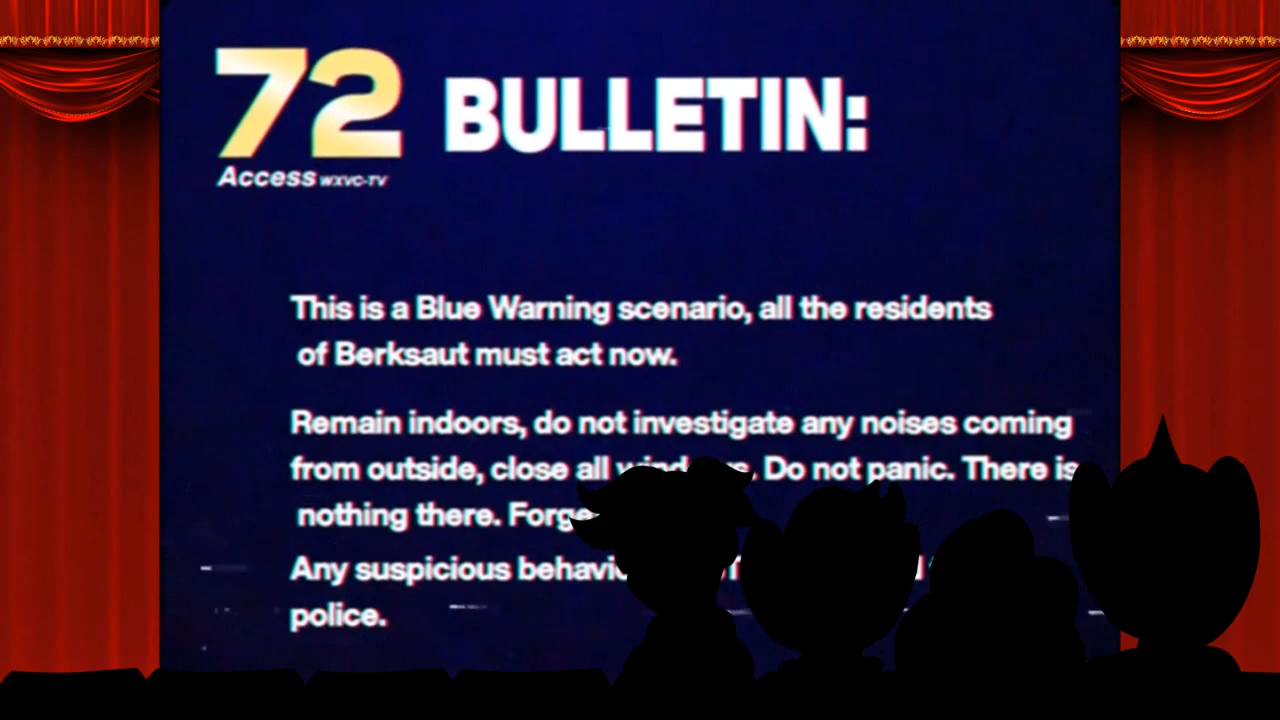 72 BULLETIN:
Access WXVC-TV
This is a Blue Warning scenario, all the residents
of Berksaut must act now.
Remain indoors, do not investigate any noises coming
from outside, close all windows. Do not panic. There is
nothing there.
Any suspicious
police.